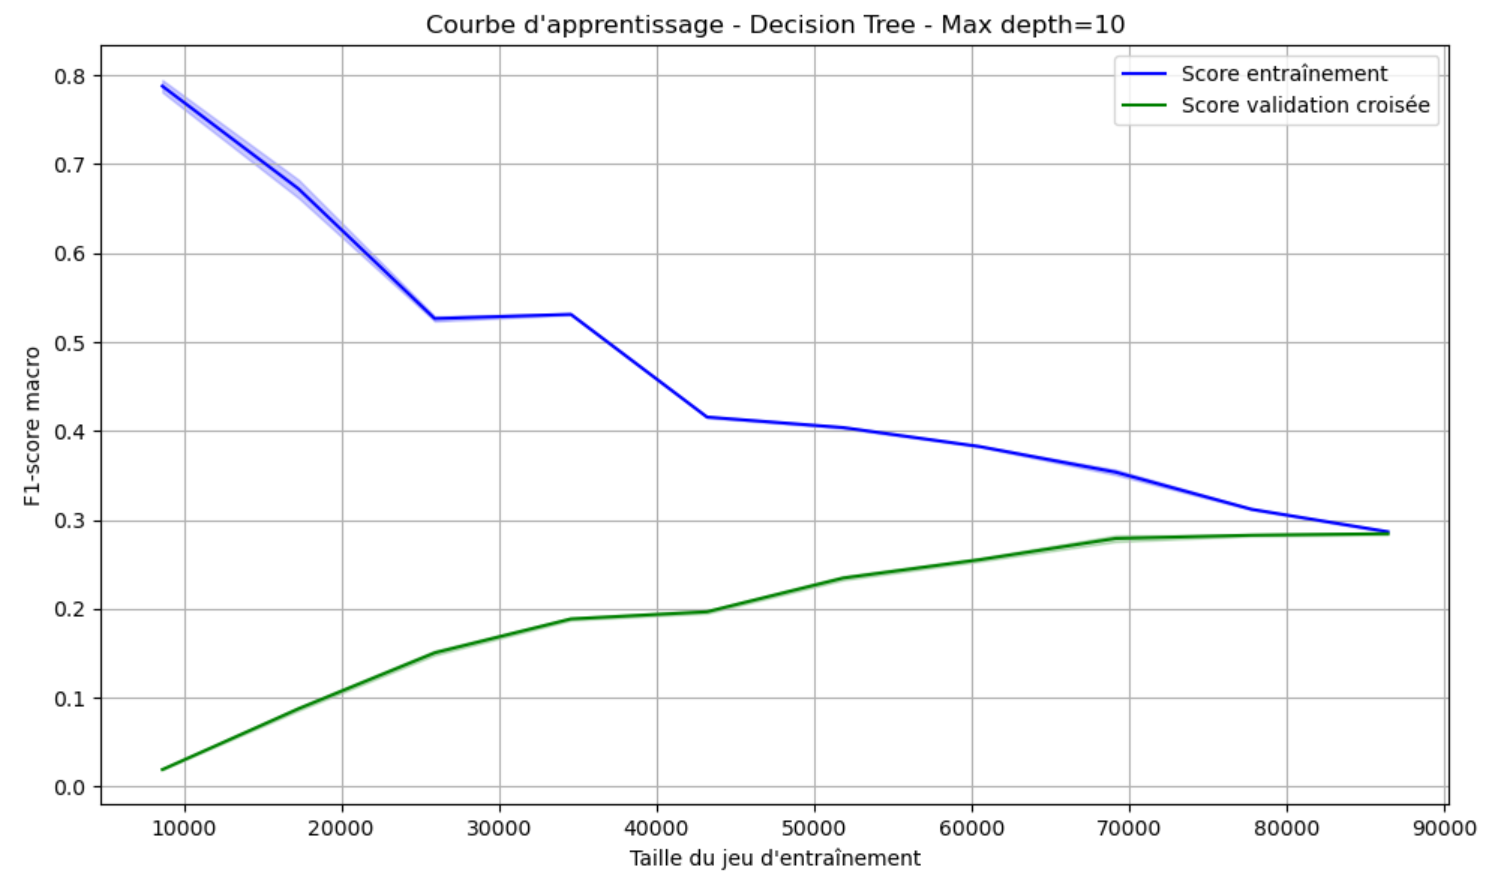 Courbe d'apprentissage - Decision Tree - Max depth=10
Score entraînement
Score validation croisée
F1-score macro
0.8
0.7
0.6
0.5
0.4
0.3
0.2
0.1
0.0
10000 20000 30000 40000 50000 60000 70000 80000 90000
Taille du jeu d'entraînement